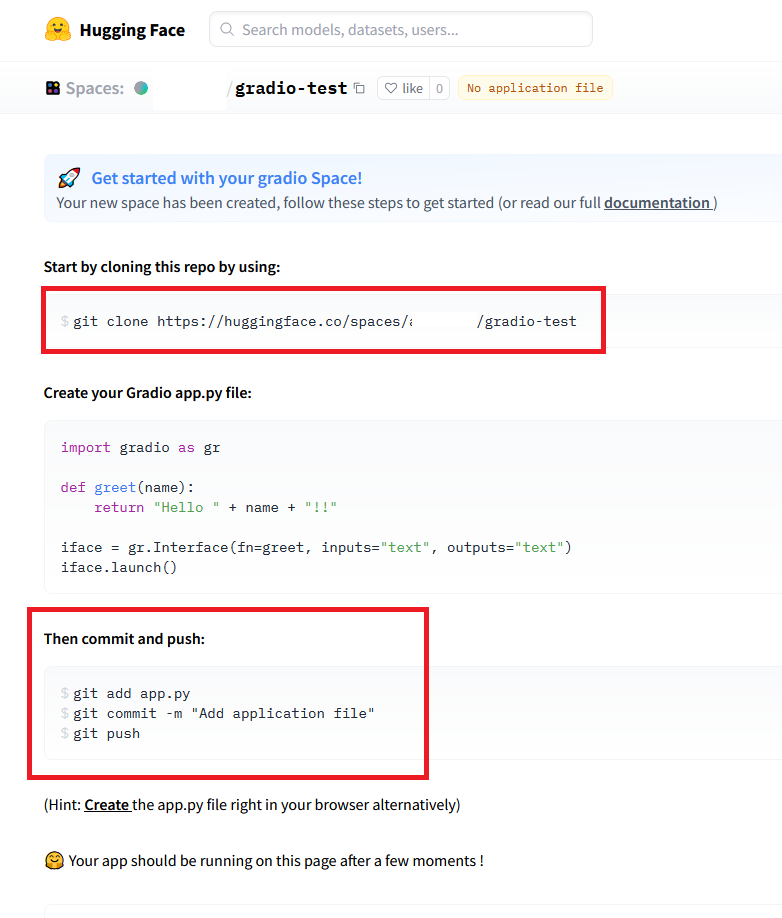 Hugging Face
Search models, datasets, users...
Spaces:
/gradio-test
like
0
No application file
Get started with your gradio Space!
Your new space has been created, follow these steps to get started (or read our full documentation )
Start by cloning this repo by using:
$ git clone https://huggingface.co/spaces/ /gradio-test
Create your Gradio app.py file:
import gradio as gr
def greet(name):
    return "Hello " + name + "!!"
iface = gr.Interface(fn=greet, inputs="text", outputs="text")
iface.launch()
Then commit and push:
$ git add app.py
$ git commit -m "Add application file"
$ git push
(Hint: Create the app.py file right in your browser alternatively)
Your app should be running on this page after a few moments !